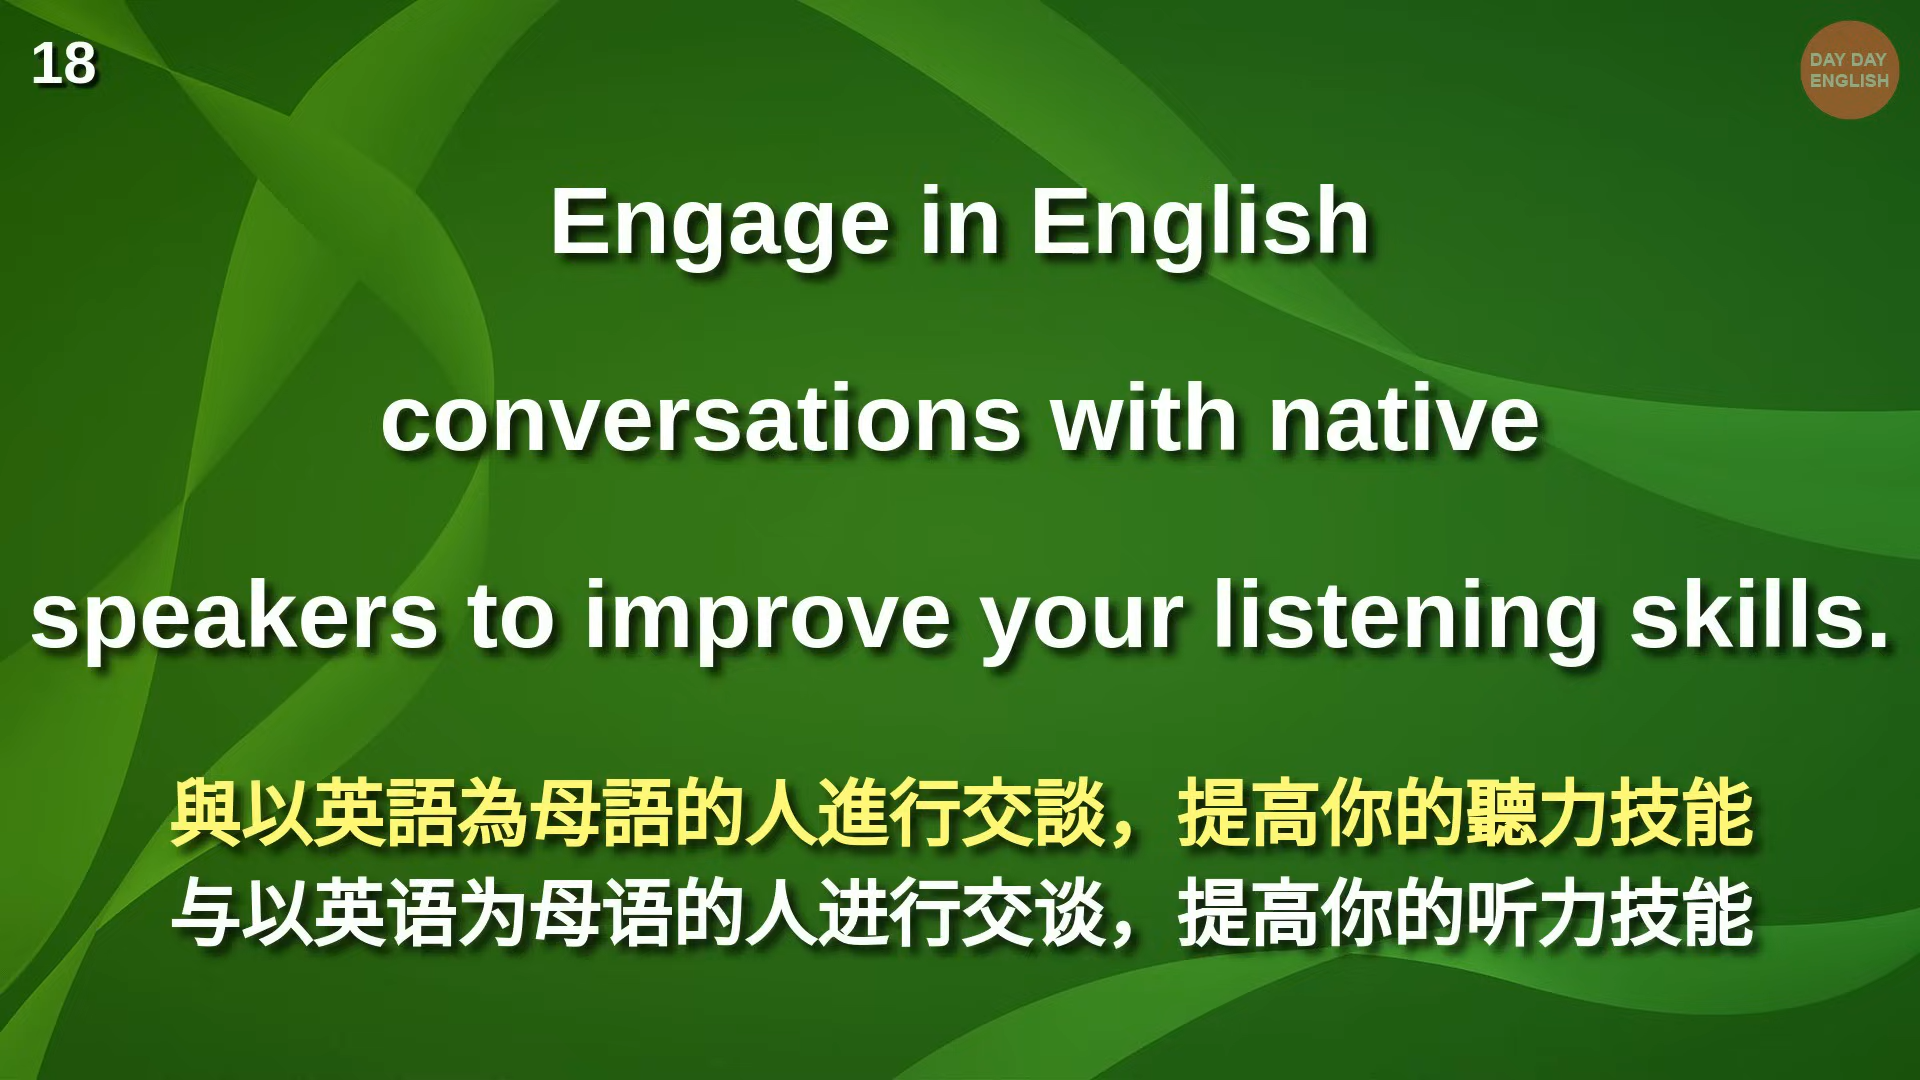 18
DAY DAY
ENGLISH
Engage in English
conversations with native
speakers to improve your listening skills.
與以英語為母語的人進行交談，提高你的聽力技能
与以英语为母语的人进行交谈，提高你的听力技能